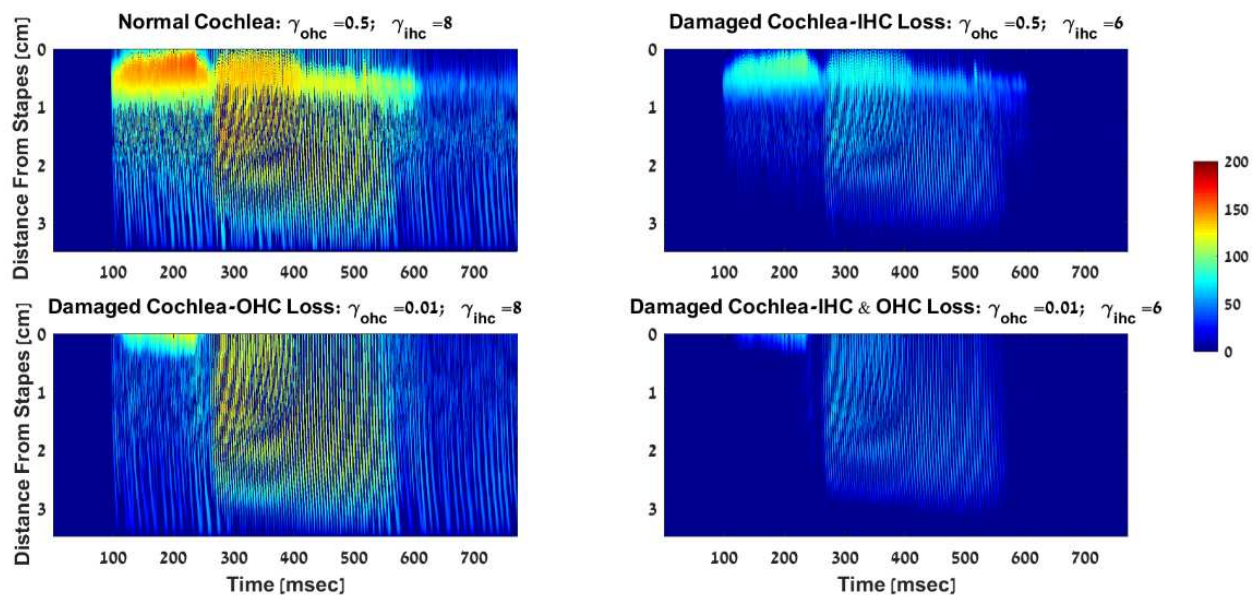 Normal Cochlea: γohc =0.5; γihc =8
Distance From Stapes [cm]
0
1
2
3
100 200 300 400 500 600 700
Damaged Cochlea-IHC Loss: γohc =0.5; γihc =6
0
1
2
3
100 200 300 400 500 600 700
200
150
100
50
0
Damaged Cochlea-OHC Loss: γohc =0.01; γihc =8
Distance From Stapes [cm]
0
1
2
3
100 200 300 400 500 600 700
Time [msec]
Damaged Cochlea-IHC & OHC Loss: γohc =0.01; γihc =6
0
1
2
3
100 200 300 400 500 600 700
Time [msec]